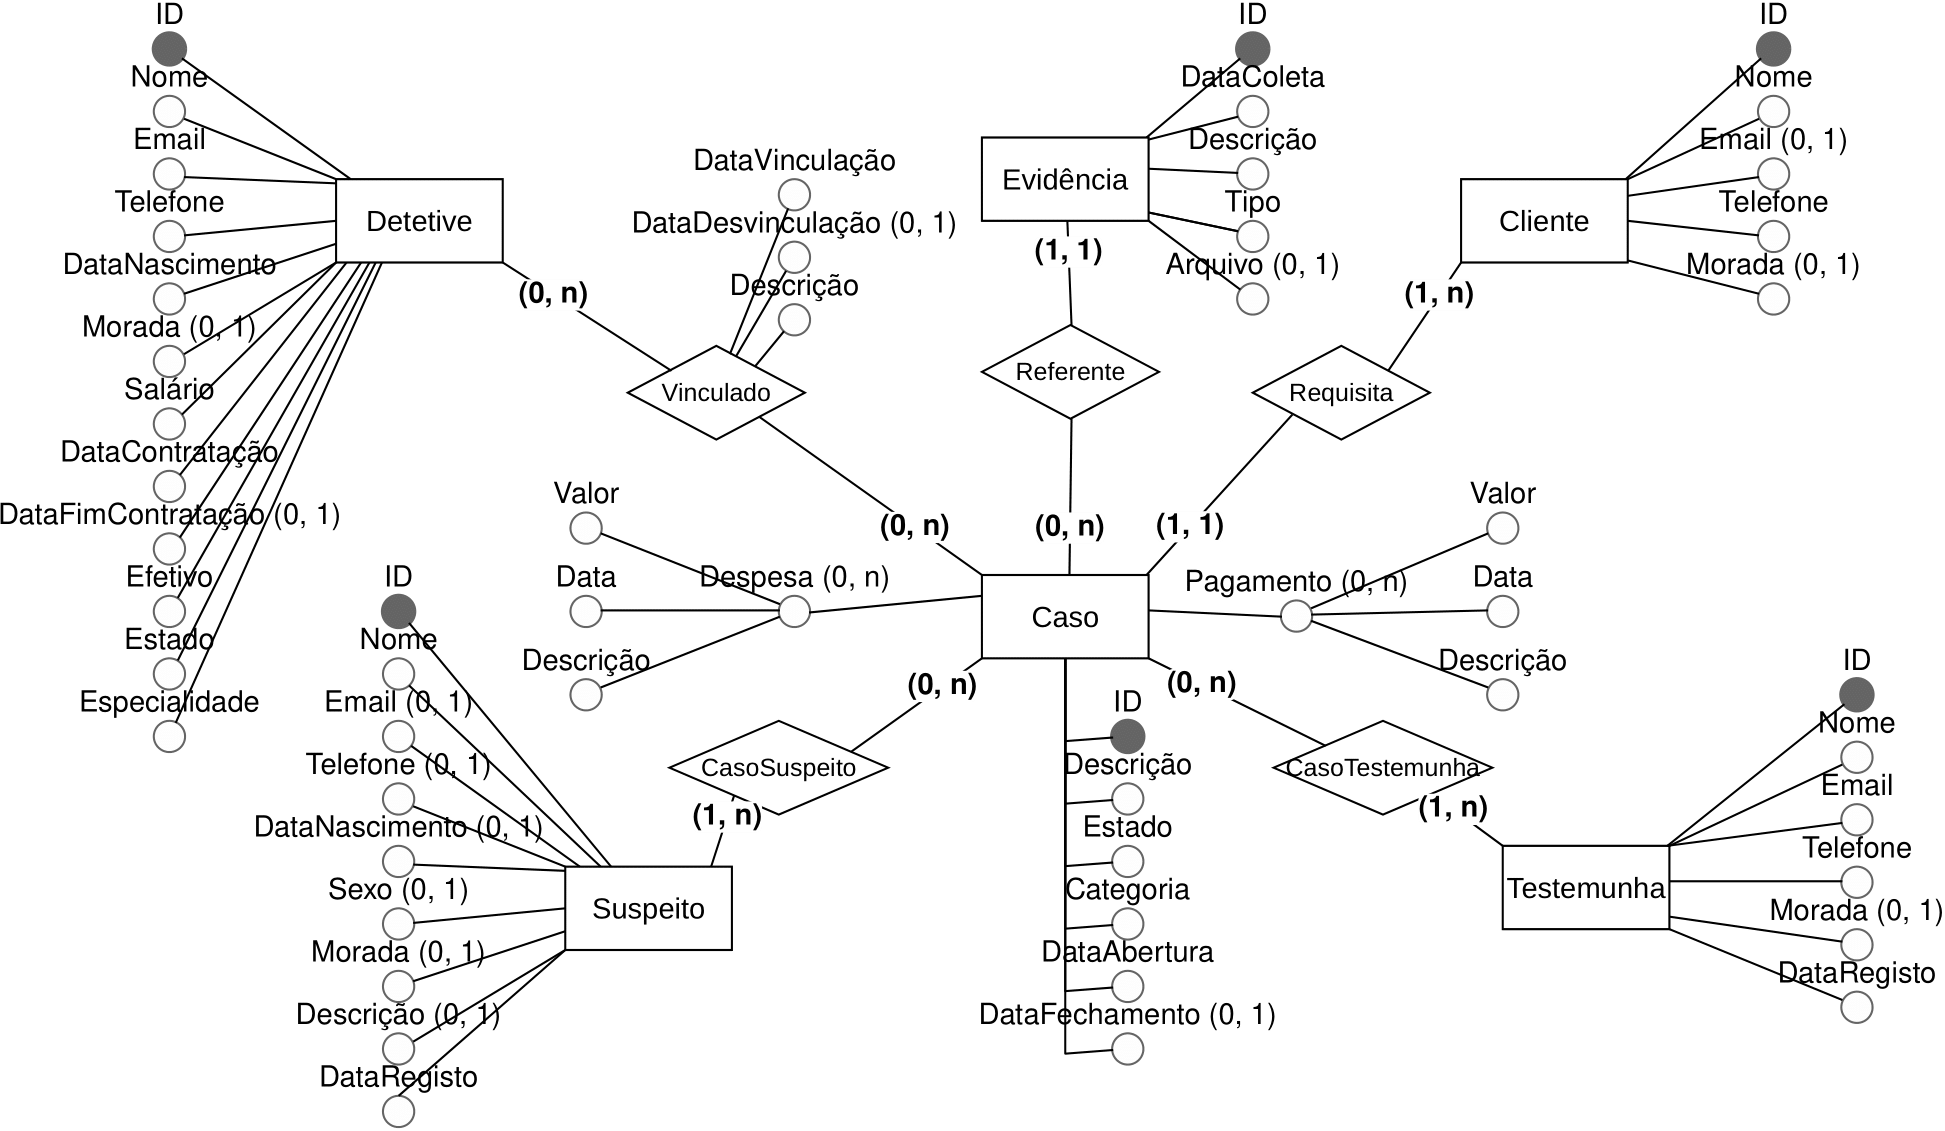 ID
Nome
Email
Telefone
DataNascimento
Morada (0, 1)
Salário
DataContratação
DataFimContratação (0, 1)
Efetivo
Estado
Especialidade
Detetive
(0, n)
DataVinculação
DataDesvinculação (0, 1)
Descrição
Vinculado
(0, n)
ID
DataColeta
Descrição
Tipo
Arquivo (0, 1)
Evidência
(1, 1)
Referente
(0, n)
ID
Nome
Email (0, 1)
Telefone
Morada (0, 1)
Cliente
(1, n)
Requisita
(1, 1)
Valor
Data
Descrição
Despesa (0, n)
Caso
Pagamento (0, n)
Valor
Data
Descrição
(0, n)
CasoSuspeito
(1, n)
ID
Nome
Email (0, 1)
Telefone (0, 1)
DataNascimento (0, 1)
Sexo (0, 1)
Morada (0, 1)
Descrição (0, 1)
DataRegisto
Suspeito
ID
Descrição
Estado
Categoria
DataAbertura
DataFechamento (0, 1)
(0, n)
CasoTestemunha
(1, n)
Testemunha
ID
Nome
Email
Telefone
Morada (0, 1)
DataRegisto